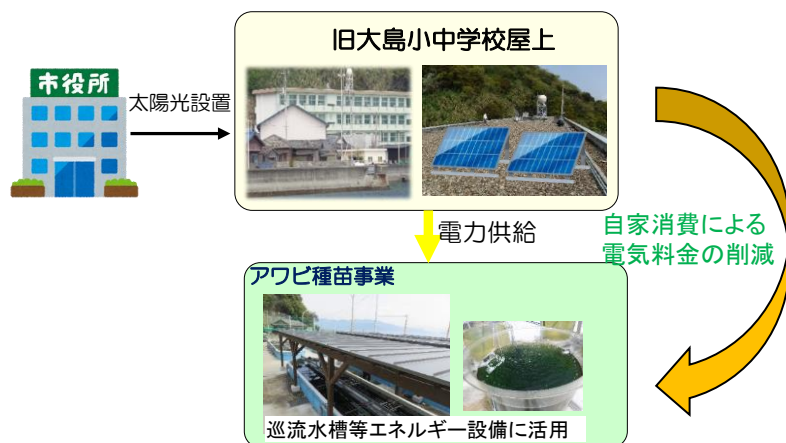 旧大島小中学校屋上
市役所
太陽光設置
電力供給
自家消費による
電気料金の削減
アワビ種苗事業
巡流水槽等エネルギー設備に活用